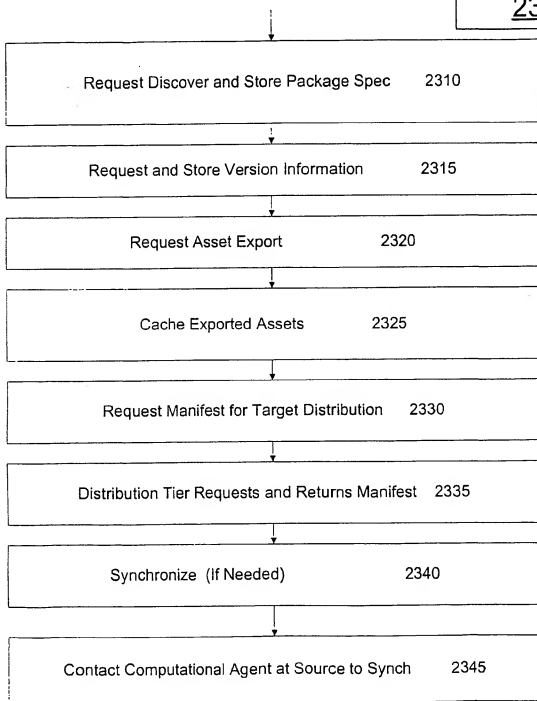 23
Request Discover and Store Package Spec 2310
Request and Store Version Information 2315
Request Asset Export 2320
Cache Exported Assets 2325
Request Manifest for Target Distribution 2330
Distribution Tier Requests and Returns Manifest 2335
Synchronize (If Needed) 2340
Contact Computational Agent at Source to Synch 2345